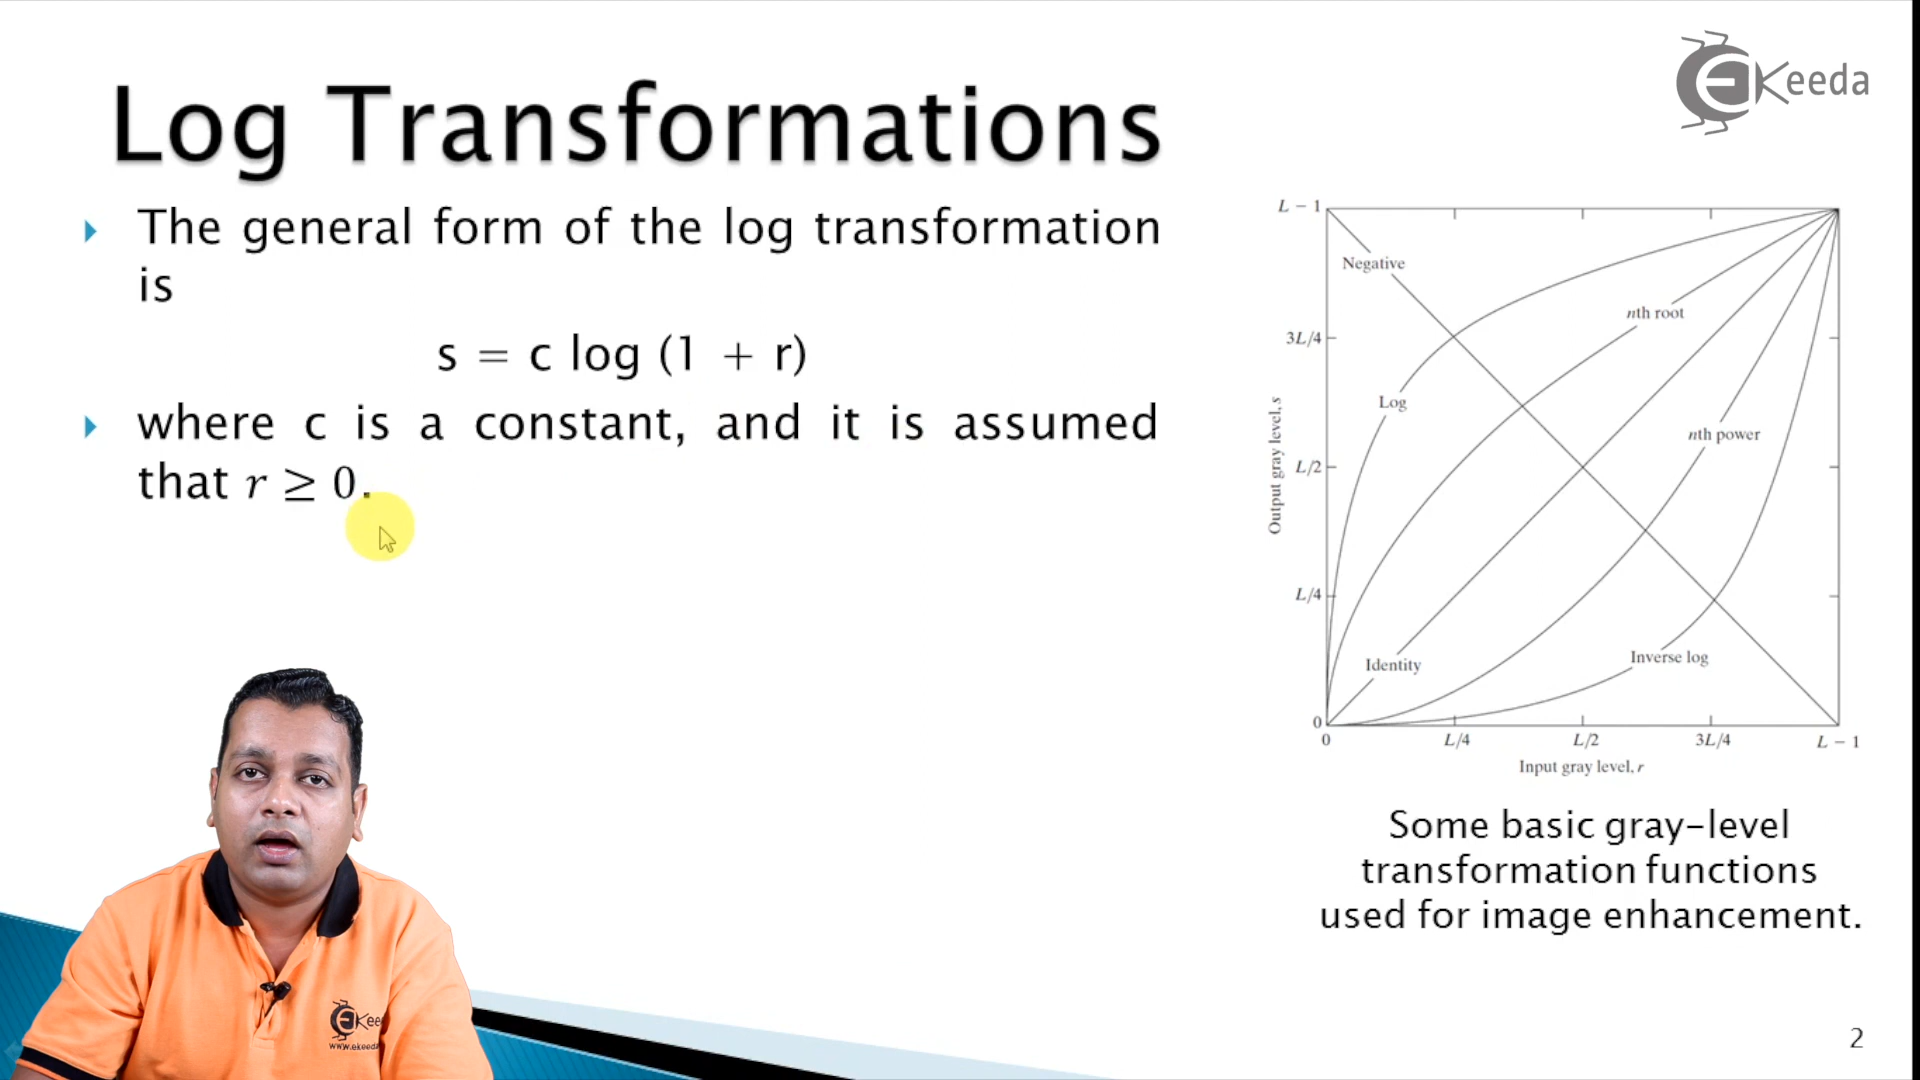 EKeeda
Log Transformations
The general form of the log transformation
is
s = c log (1 + r)
where c is a constant, and it is assumed
that r ≥ 0.
L − 1
Negative
nth root
3L/4
Log
nth power
Output gray level, s
L/2
L/4
Inverse log
Identity
0
0
L/4
L/2
3L/4
L − 1
Input gray level, r
Some basic gray-level
transformation functions
used for image enhancement.
2